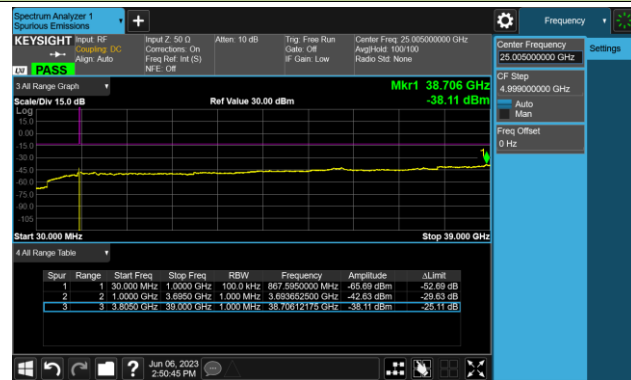 Spectrum Analyzer 1
Spurious Emissions
Frequency
KEYSIGHT Input: RF
Coupling: DC
Align: Auto
Input Z: 50 Ω
Corrections: On
Freq Ref: Int (S)
NFE: Off
Atten: 10 dB
Trig: Free Run
Gate: Off
IF Gain: Low
Center Freq: 25.005000000 GHz
Avg|Hold: 100/100
Radio Std: None
LXI PASS
Center Frequency
25.005000000 GHz
Settings
CF Step
4.999000000 GHz
Auto
Man
Freq Offset
0 Hz
3 All Range Graph
Mkr1 38.706 GHz
Scale/Div 15.0 dB Ref Value 30.00 dBm -38.11 dBm
Log
15.0
0.00
-15.0
-30.0
-45.0
-60.0
-75.0
-90.0
-105
1
Start 30.000 MHz Stop 39.000 GHz
4 All Range Table
Spur Range Start Freq Stop Freq RBW Frequency Amplitude ΔLimit
1 1 30.000 MHz 1.0000 GHz 100.0 kHz 867.5950000 MHz -65.69 dBm -52.69 dB
2 2 1.0000 GHz 3.6950 GHz 1.000 MHz 3.693652500 GHz -42.63 dBm -29.63 dB
3 3 3.8050 GHz 39.000 GHz 1.000 MHz 38.70612175 GHz -38.11 dBm -25.11 dB
? Jun 06, 2023
2:50:45 PM